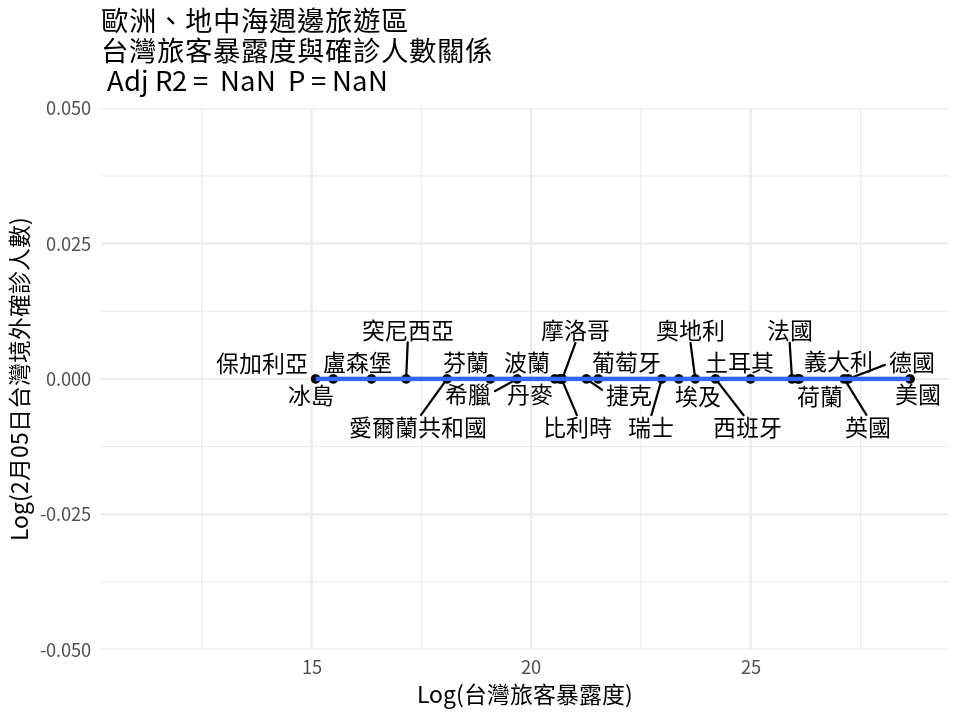 歐洲、地中海週邊旅遊區
台灣旅客暴露度與確診人數關係
Adj R2 = NaN P = NaN
Log(2月05日台灣境外確診人數)
0.050
0.025
0.000
-0.025
-0.050
突尼西亞 摩洛哥 奧地利 法國
保加利亞 盧森堡 芬蘭 波蘭 葡萄牙 土耳其 義大利 德國
冰島 希臘 丹麥 捷克 埃及 荷蘭 美國
愛爾蘭共和國 比利時 瑞士 西班牙 英國
15 20 25
Log(台灣旅客暴露度)